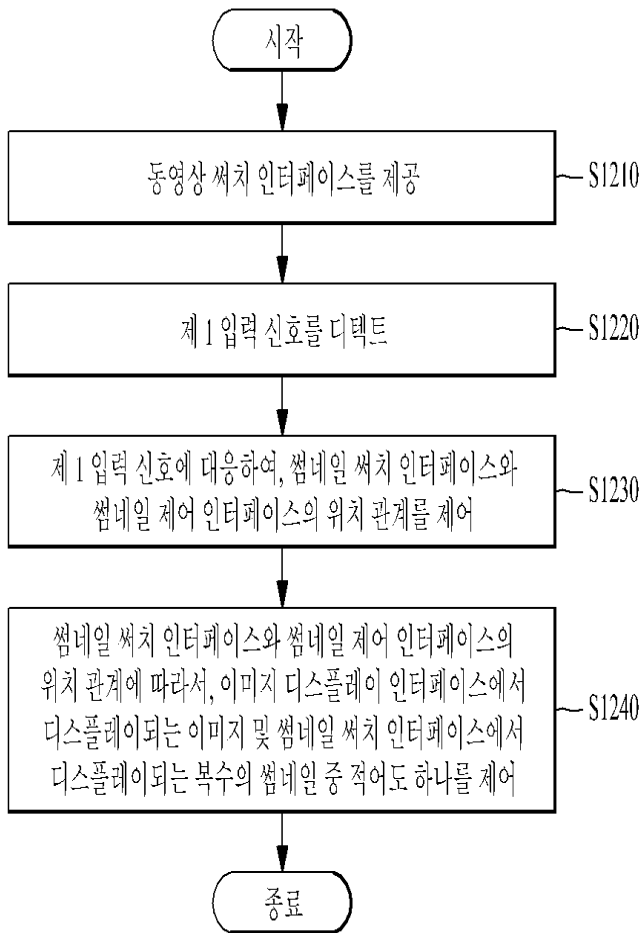 시작
동영상 써치 인터페이스를 제공
S1210
제 1 입력 신호를 디텍트
S1220
제 1 입력 신호에 대응하여, 썸네일 써치 인터페이스와
썸네일 제어 인터페이스의 위치 관계를 제어
S1230
썸네일 써치 인터페이스와 썸네일 제어 인터페이스의
위치 관계에 따라서, 이미지 디스플레이 인터페이스에서
디스플레이되는 이미지 및 썸네일 써치 인터페이스에서
디스플레이되는 복수의 썸네일 중 적어도 하나를 제어
S1240
종료